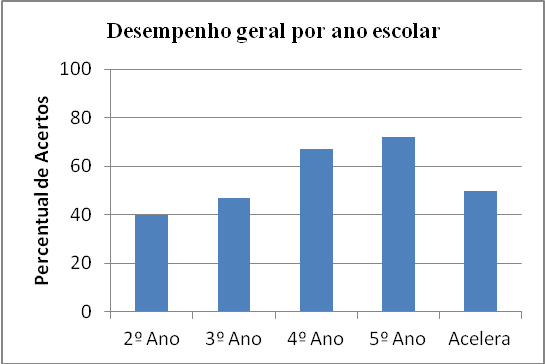 Desempenho geral por ano escolar
Percentual de Acertos
100
80
60
40
20
0
2º Ano 3º Ano 4º Ano 5º Ano Acelera